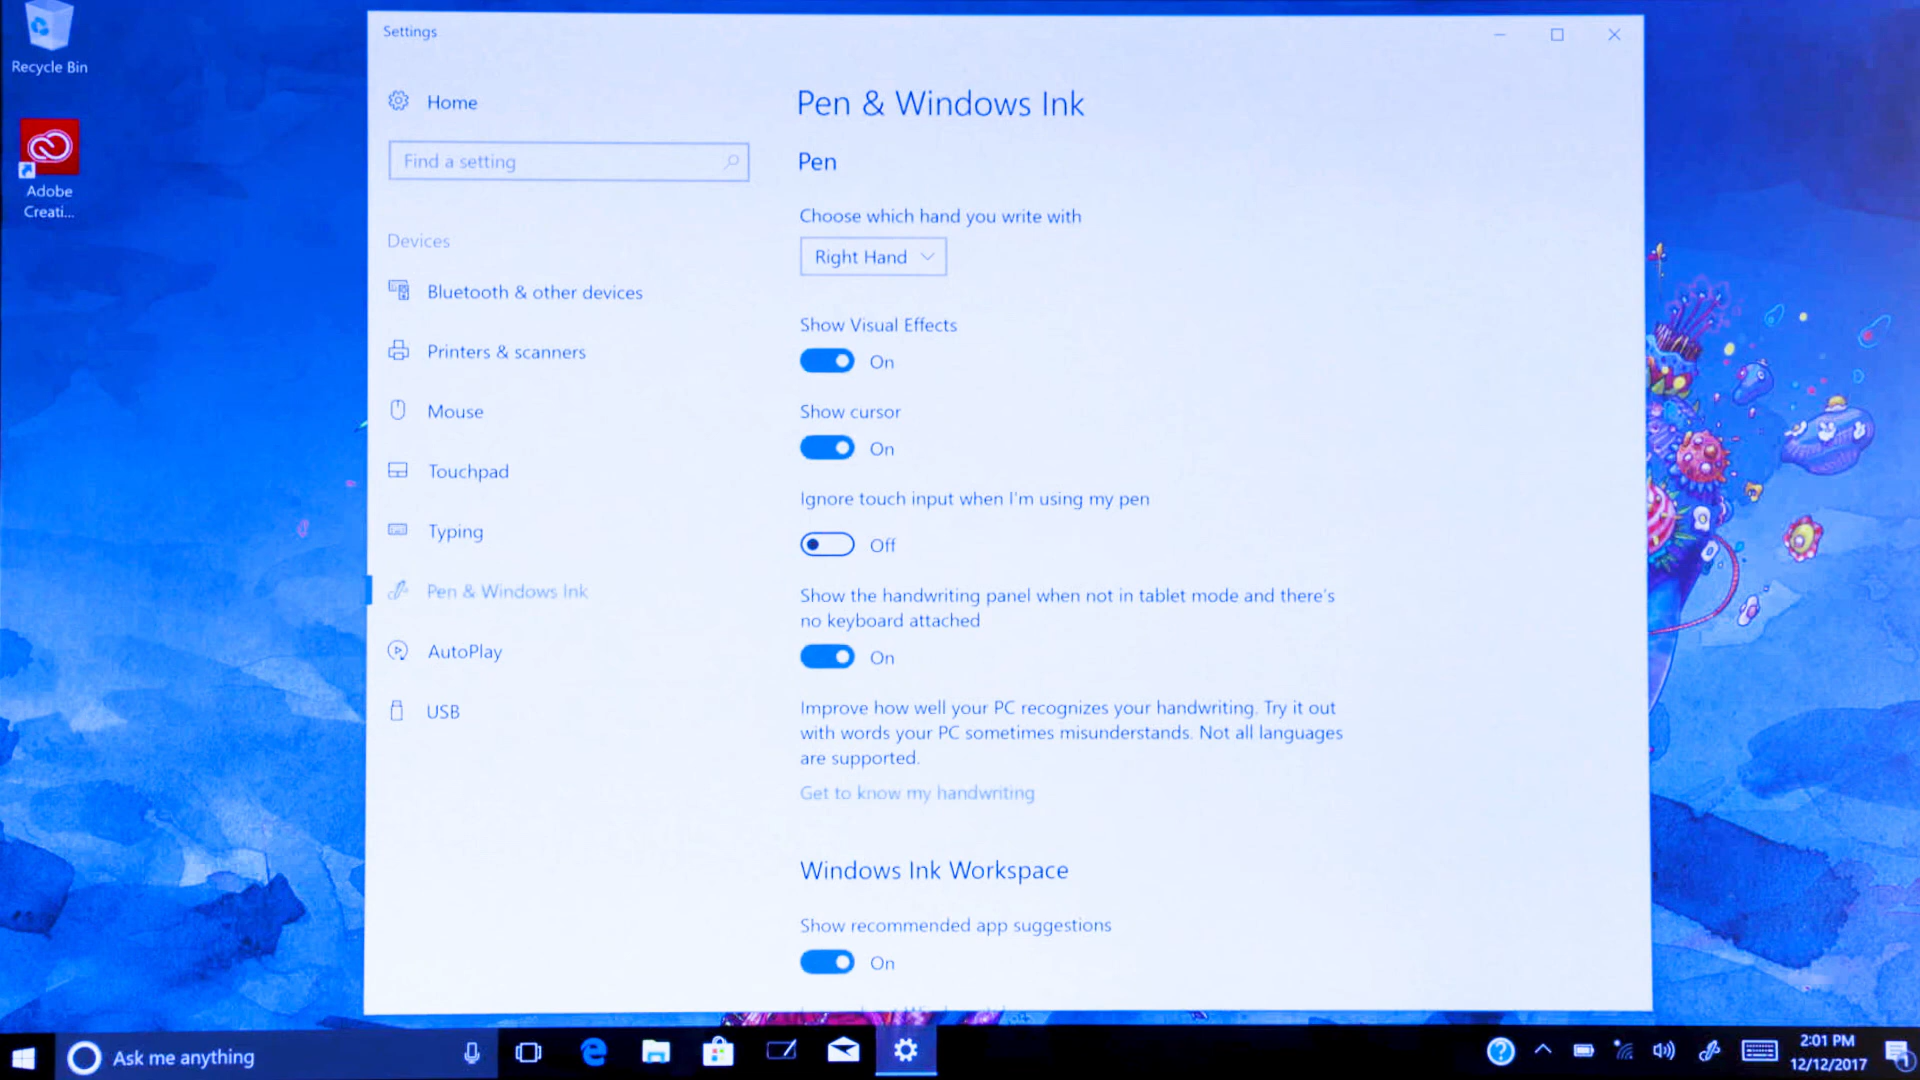 Recycle Bin
Adobe
Creati...
Settings
Home
Find a setting
Devices
Bluetooth & other devices
Printers & scanners
Mouse
Touchpad
Typing
Pen & Windows Ink
AutoPlay
USB
Pen & Windows Ink
Pen
Choose which hand you write with
Right Hand
Show Visual Effects
On
Show cursor
On
Ignore touch input when I'm using my pen
Off
Show the handwriting panel when not in tablet mode and there's
no keyboard attached
On
Improve how well your PC recognizes your handwriting. Try it out
with words your PC sometimes misunderstands. Not all languages
are supported.
Get to know my handwriting
Windows Ink Workspace
Show recommended app suggestions
On
Ask me anything
2:01 PM
12/12/2017
1